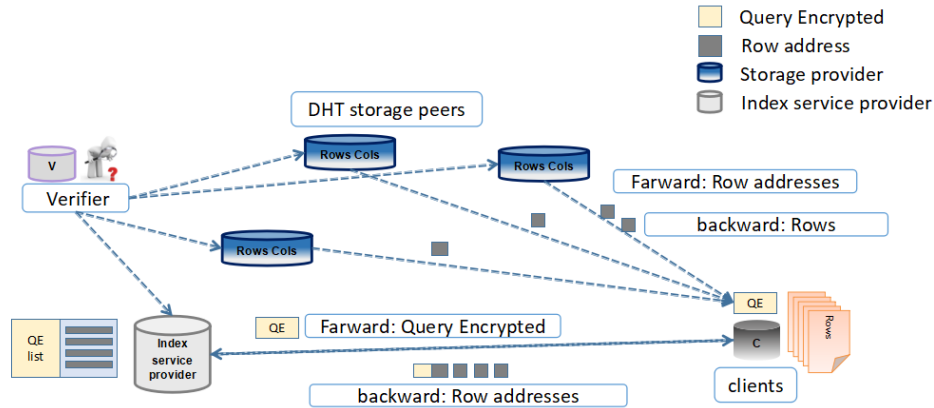 Query Encrypted
Row address
Storage provider
Index service provider
DHT storage peers
Rows Cols
Rows Cols
V
?
Verifier
Farward: Row addresses
backward: Rows
Rows Cols
QE
Rows
QE
list
Index
service
provider
QE
Farward: Query Encrypted
C
clients
backward: Row addresses